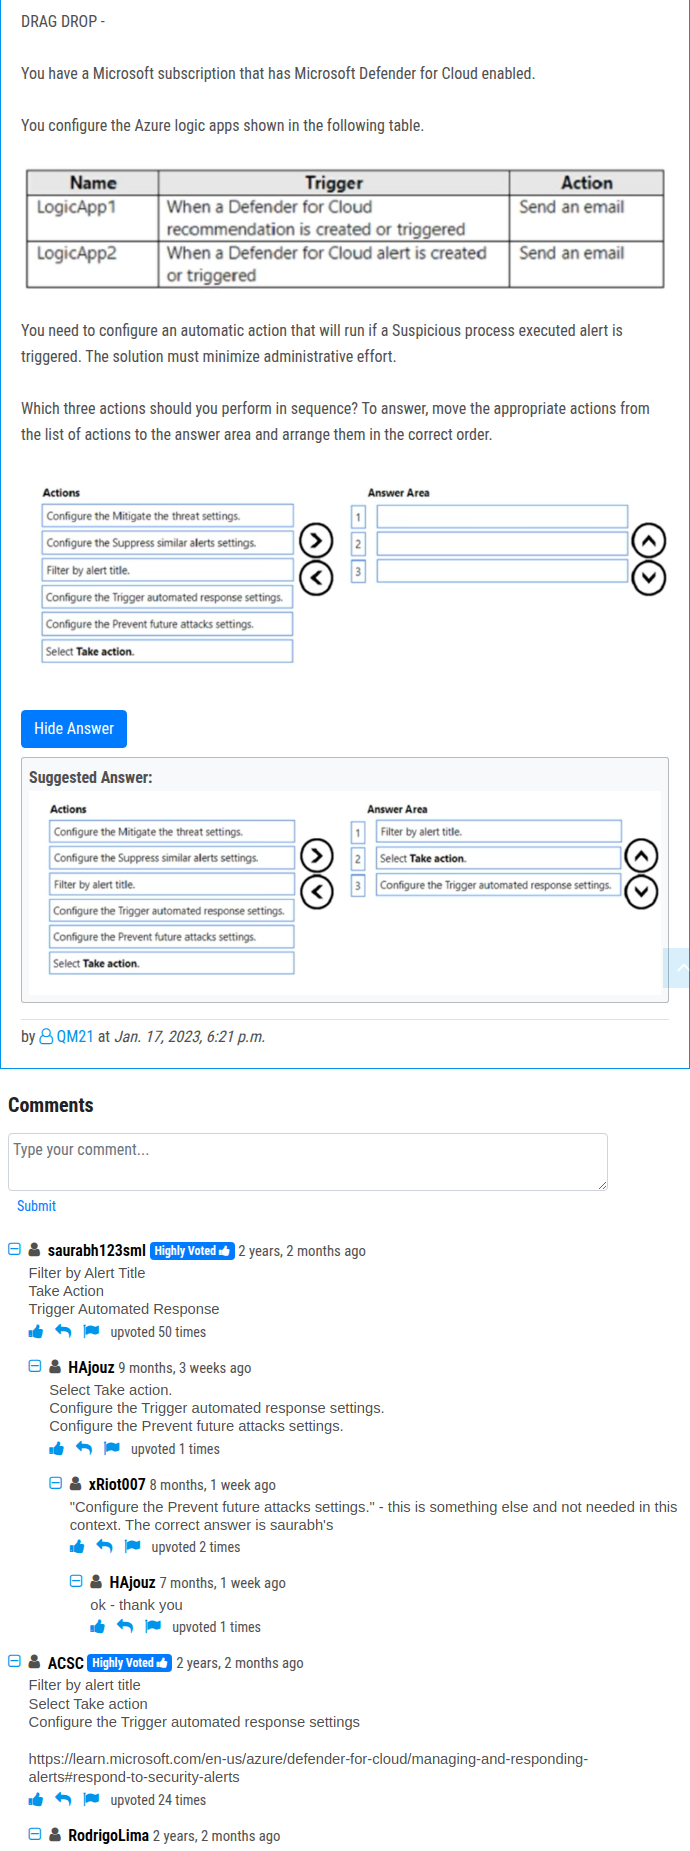 DRAG DROP -
You have a Microsoft subscription that has Microsoft Defender for Cloud enabled.
You configure the Azure logic apps shown in the following table.
Name Trigger Action
LogicApp1 When a Defender for Cloud Send an email
recommendation is created or triggered
LogicApp2 When a Defender for Cloud alert is created Send an email
or triggered
You need to configure an automatic action that will run if a Suspicious process executed alert is
triggered. The solution must minimize administrative effort.
Which three actions should you perform in sequence? To answer, move the appropriate actions from
the list of actions to the answer area and arrange them in the correct order.
Actions Answer Area
Configure the Mitigate the threat settings. 1
Configure the Suppress similar alerts settings. 2
Filter by alert title. 3
Configure the Trigger automated response settings.
Configure the Prevent future attacks settings.
Select Take action.
Hide Answer
Suggested Answer:
Actions Answer Area
Configure the Mitigate the threat settings. 1 Filter by alert title.
Configure the Suppress similar alerts settings. 2 Select Take action.
Filter by alert title. 3 Configure the Trigger automated response settings.
Configure the Trigger automated response settings.
Configure the Prevent future attacks settings.
Select Take action.
by QM21 at Jan. 17, 2023, 6:21 p.m.
Comments
Type your comment...
Submit
saurabh123sml Highly Voted 2 years, 2 months ago
Filter by Alert Title
Take Action
Trigger Automated Response
upvoted 50 times
HAjouz 9 months, 3 weeks ago
Select Take action.
Configure the Trigger automated response settings.
Configure the Prevent future attacks settings.
upvoted 1 times
xRiot007 8 months, 1 week ago
"Configure the Prevent future attacks settings." - this is something else and not needed in this
context. The correct answer is saurabh's
upvoted 2 times
HAjouz 7 months, 1 week ago
ok - thank you
upvoted 1 times
ACSC Highly Voted 2 years, 2 months ago
Filter by alert title
Select Take action
Configure the Trigger automated response settings
https://learn.microsoft.com/en-us/azure/defender-for-cloud/managing-and-responding-
alerts#respond-to-security-alerts
upvoted 24 times
RodrigoLima 2 years, 2 months ago